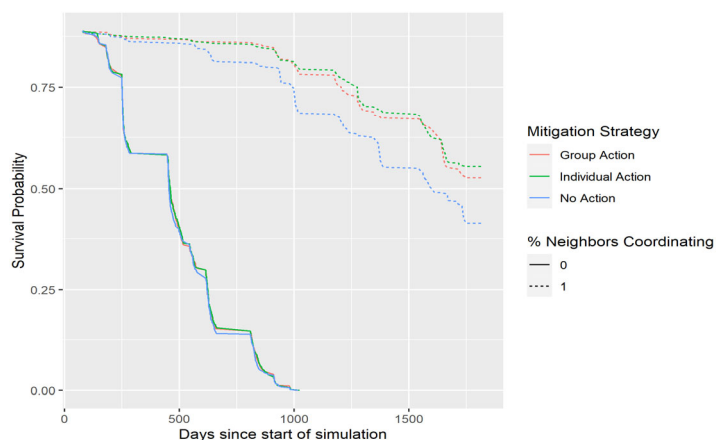 0.75
0.50
0.25
0.00
Survival Probability
0
500
1000
1500
Days since start of simulation
Mitigation Strategy
Group Action
Individual Action
No Action
% Neighbors Coordinating
0
1